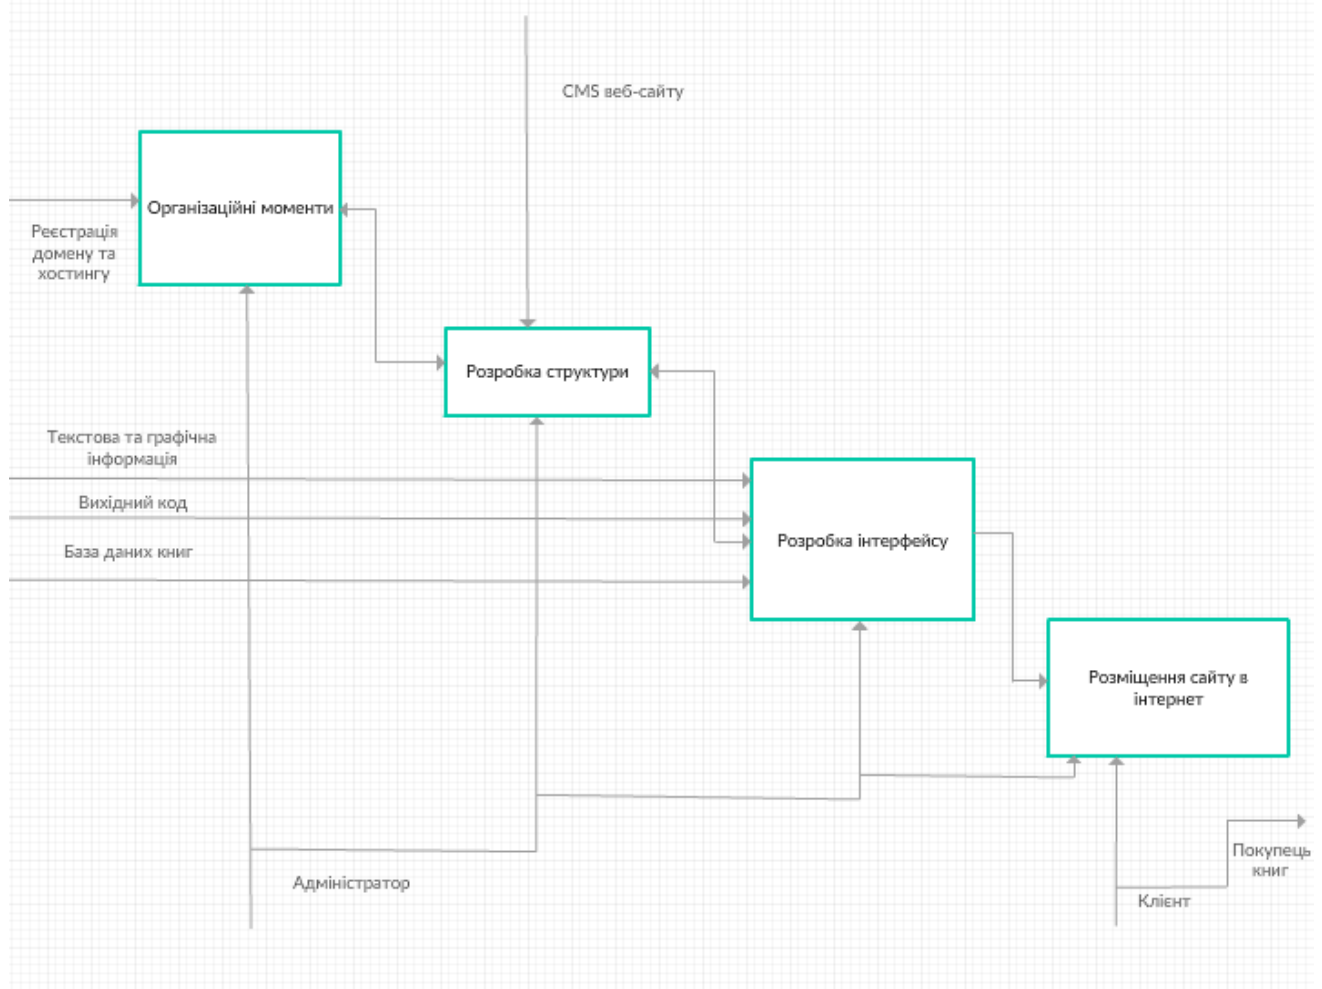 CMS веб-сайту
Організаційні моменти
Реєстрація
домену та
хостингу
Розробка структури
Текстова та графічна
інформація
Вихідний код
База даних книг
Розробка інтерфейсу
Розміщення сайту в
інтернет
Адміністратор
Покупець
книг
Клієнт